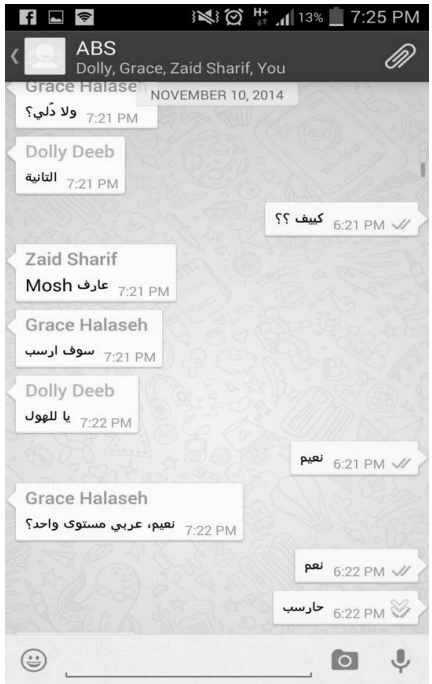 H+ 13% 7:25 PM
ABS
Dolly, Grace, Zaid Sharif, You
Grace Halaseh
NOVEMBER 10, 2014
ولا دًلي؟ 7:21 PM
Dolly Deeb
التانية 7:21 PM
كييف ؟؟ 6:21 PM
Zaid Sharif
Mosh عارف 7:21 PM
Grace Halaseh
سوف ارسب 7:21 PM
Dolly Deeb
يا للهول 7:22 PM
نعيم 6:21 PM
Grace Halaseh
نعيم، عربي مستوى واحد؟ 7:22 PM
نعم 6:22 PM
حارسب 6:22 PM